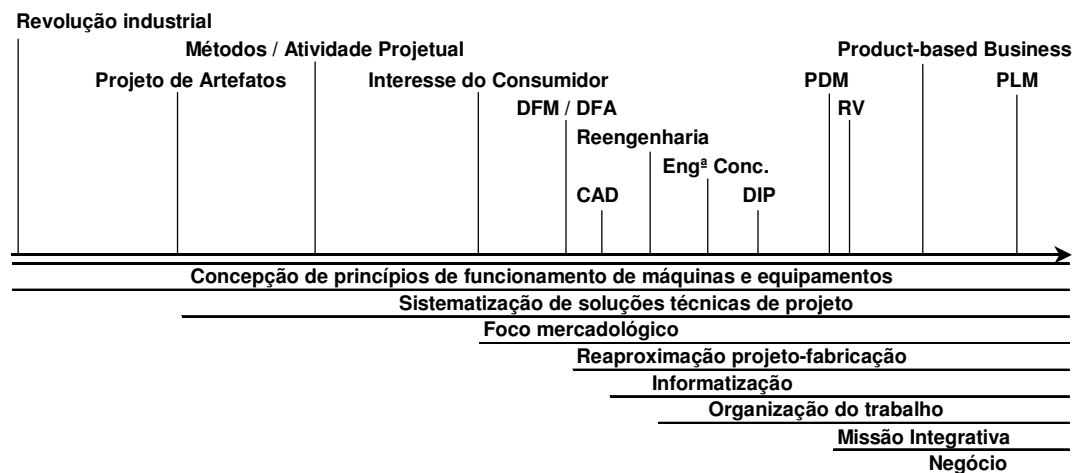 Revolução industrial
Métodos / Atividade Projetual
Product-based Business
Projeto de Artefatos
Interesse do Consumidor
PDM
PLM
DFM / DFA
RV
Reengenharia
Engª Conc.
CAD
DIP
Concepção de princípios de funcionamento de máquinas e equipamentos
Sistematização de soluções técnicas de projeto
Foco mercadológico
Reaproximação projeto-fabricação
Informatização
Organização do trabalho
Missão Integrativa
Negócio